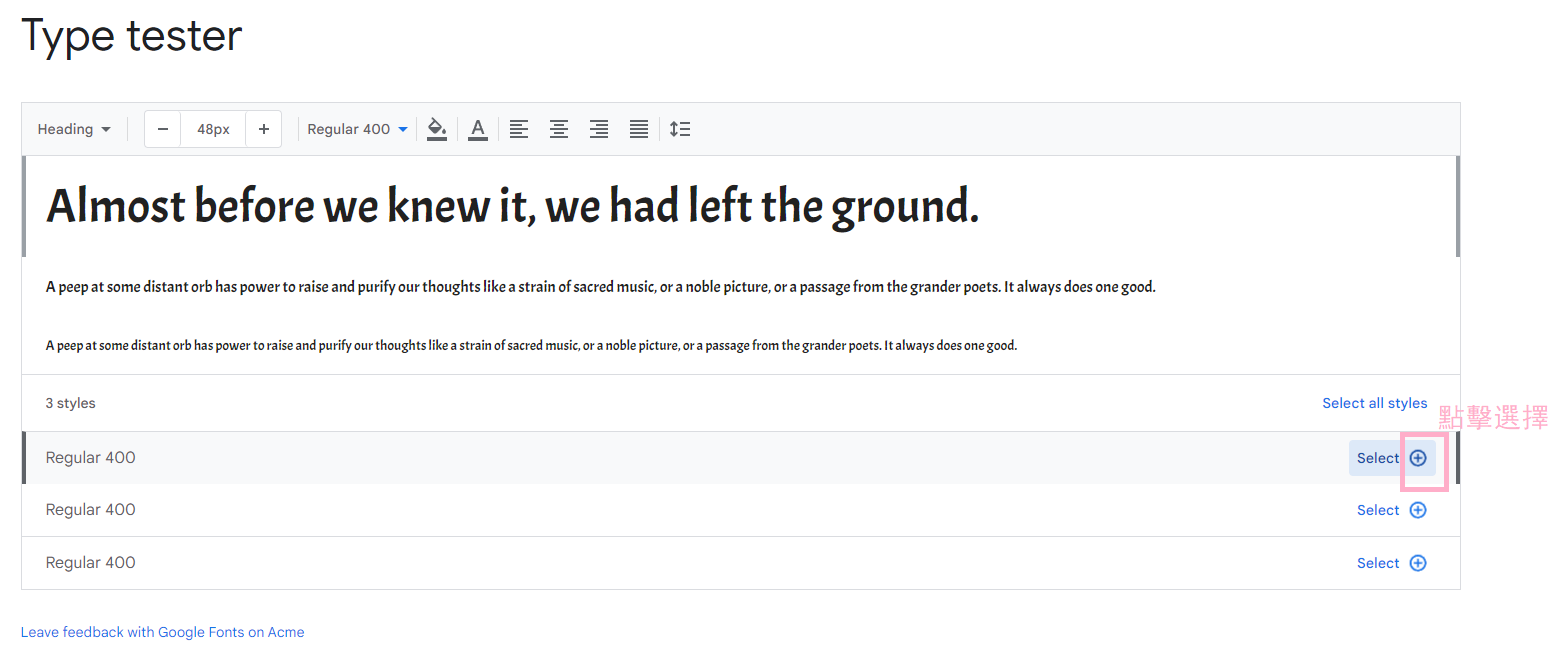 Type tester
Heading
48px
Regular 400
A
Almost before we knew it, we had left the ground.
A peep at some distant orb has power to raise and purify our thoughts like a strain of sacred music, or a noble picture, or a passage from the grander poets. It always does one good.
A peep at some distant orb has power to raise and purify our thoughts like a strain of sacred music, or a noble picture, or a passage from the grander poets. It always does one good.
3 styles
Select all styles
點擊選擇
Regular 400
Select
Regular 400
Select
Regular 400
Select
Leave feedback with Google Fonts on Acme